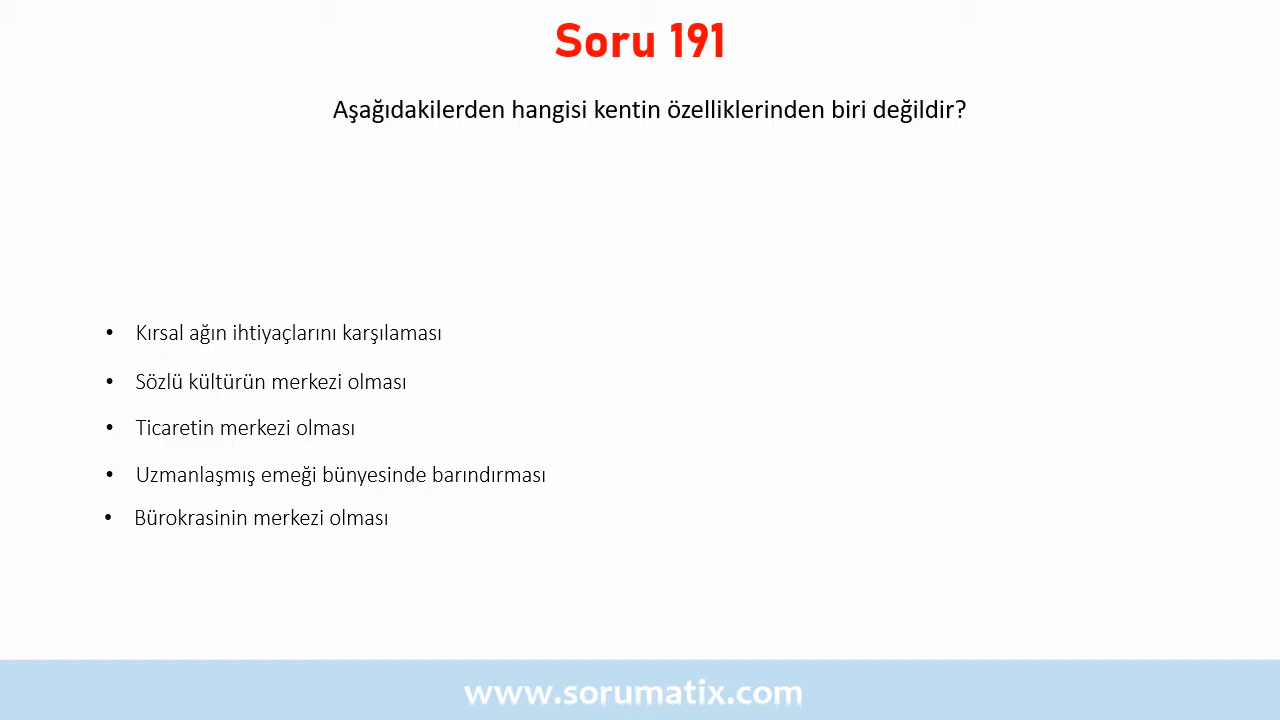 Soru 191
Aşağıdakilerden hangisi kentin özelliklerinden biri değildir?
• Kırsal ağın ihtiyaçlarını karşılaması
• Sözlü kültürün merkezi olması
• Ticaretin merkezi olması
• Uzmanlaşmış emeği bünyesinde barındırması
• Bürokrasinin merkezi olması
www.sorumatix.com